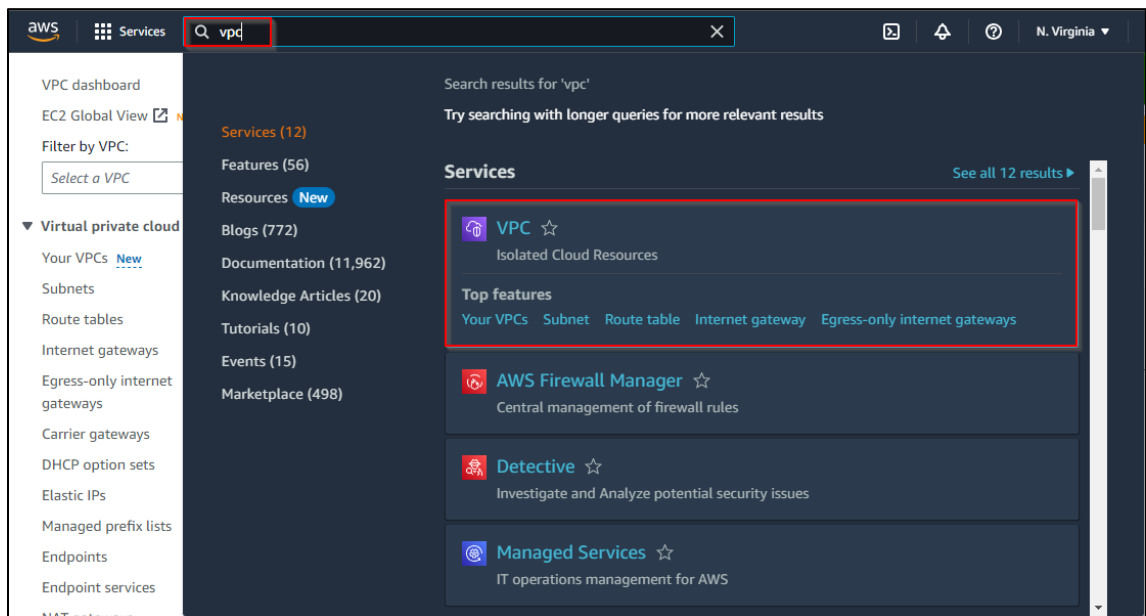 aws
Services
vpc
N. Virginia
VPC dashboard
EC2 Global View
Filter by VPC:
Select a VPC
Virtual private cloud
Your VPCs New
Subnets
Route tables
Internet gateways
Egress-only internet
gateways
Carrier gateways
DHCP option sets
Elastic IPs
Managed prefix lists
Endpoints
Endpoint services
Services (12)
Features (56)
Resources New
Blogs (772)
Documentation (11,962)
Knowledge Articles (20)
Tutorials (10)
Events (15)
Marketplace (498)
Search results for 'vpc'
Try searching with longer queries for more relevant results
Services
See all 12 results
VPC
Isolated Cloud Resources
Top features
Your VPCs Subnet Route table Internet gateway Egress-only internet gateways
AWS Firewall Manager
Central management of firewall rules
Detective
Investigate and Analyze potential security issues
Managed Services
IT operations management for AWS